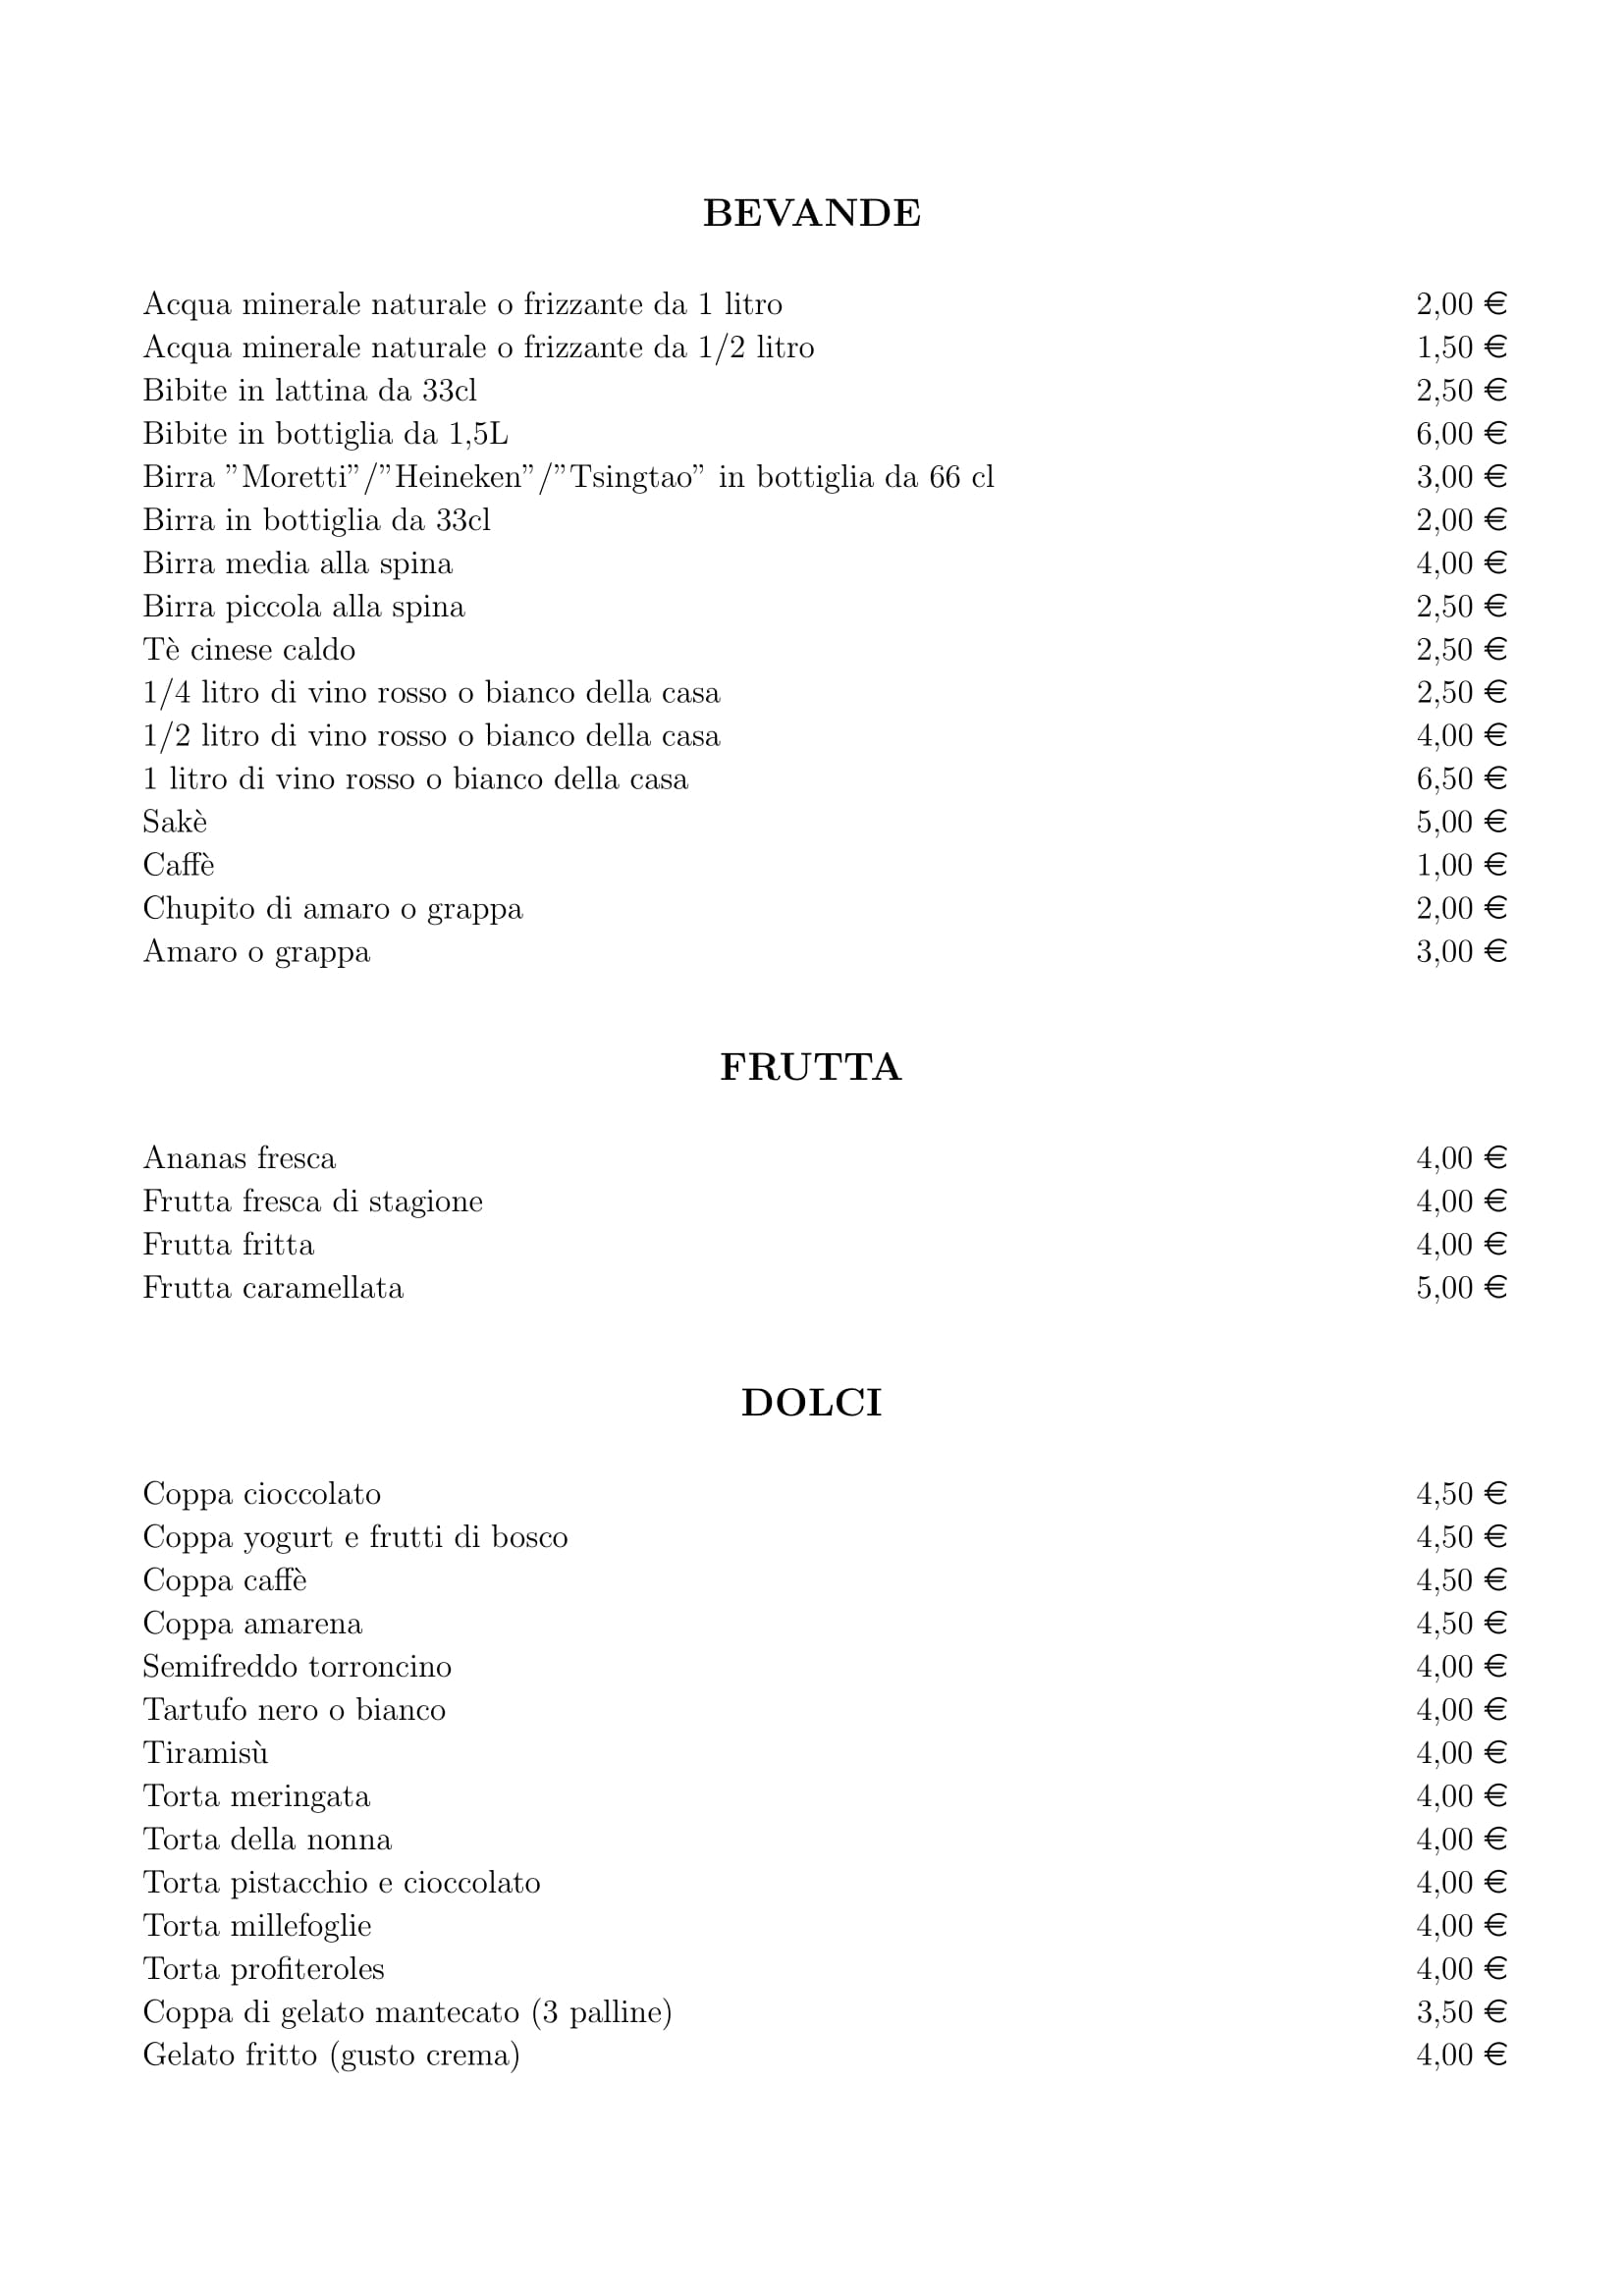 BEVANDE
Acqua minerale naturale o frizzante da 1 litro 2,00 €
Acqua minerale naturale o frizzante da 1/2 litro 1,50 €
Bibite in lattina da 33cl 2,50 €
Bibite in bottiglia da 1,5L 6,00 €
Birra ”Moretti”/”Heineken”/”Tsingtao” in bottiglia da 66 cl 3,00 €
Birra in bottiglia da 33cl 2,00 €
Birra media alla spina 4,00 €
Birra piccola alla spina 2,50 €
Tè cinese caldo 2,50 €
1/4 litro di vino rosso o bianco della casa 2,50 €
1/2 litro di vino rosso o bianco della casa 4,00 €
1 litro di vino rosso o bianco della casa 6,50 €
Sakè 5,00 €
Caffè 1,00 €
Chupito di amaro o grappa 2,00 €
Amaro o grappa 3,00 €
FRUTTA
Ananas fresca 4,00 €
Frutta fresca di stagione 4,00 €
Frutta fritta 4,00 €
Frutta caramellata 5,00 €
DOLCI
Coppa cioccolato 4,50 €
Coppa yogurt e frutti di bosco 4,50 €
Coppa caffè 4,50 €
Coppa amarena 4,50 €
Semifreddo torroncino 4,00 €
Tartufo nero o bianco 4,00 €
Tiramisù 4,00 €
Torta meringata 4,00 €
Torta della nonna 4,00 €
Torta pistacchio e cioccolato 4,00 €
Torta millefoglie 4,00 €
Torta profiteroles 4,00 €
Coppa di gelato mantecato (3 palline) 3,50 €
Gelato fritto (gusto crema) 4,00 €